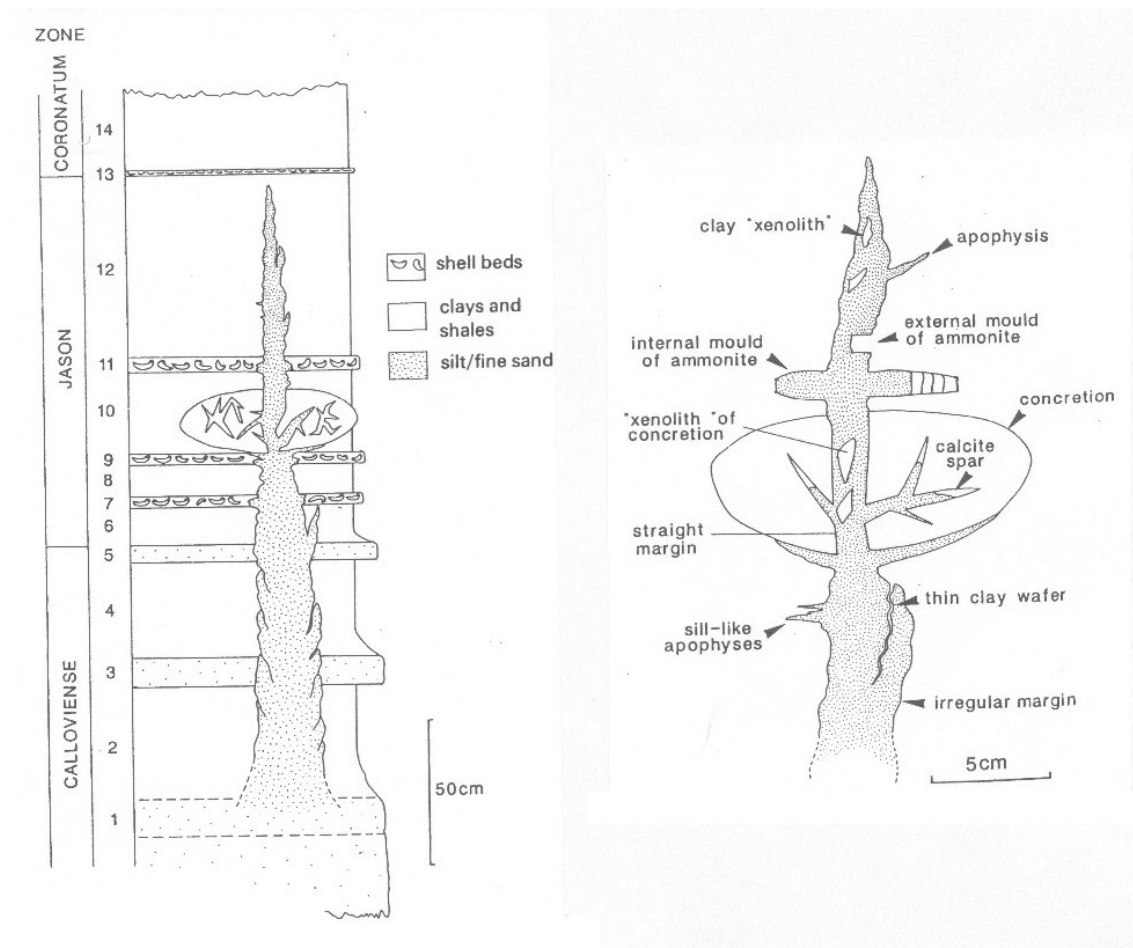 ZONE
CORONATUM
JASON
CALLOVIENSE
14
13
12
11
10
9
8
7
6
5
4
3
2
1
shell beds
clays and
shales
silt/fine sand
50cm
clay "xenolith"
apophysis
internal mould
of ammonite
external mould
of ammonite
"xenolith" of
concretion
concretion
calcite
spar
straight
margin
thin clay wafer
sill-like
apophyses
irregular margin
5cm